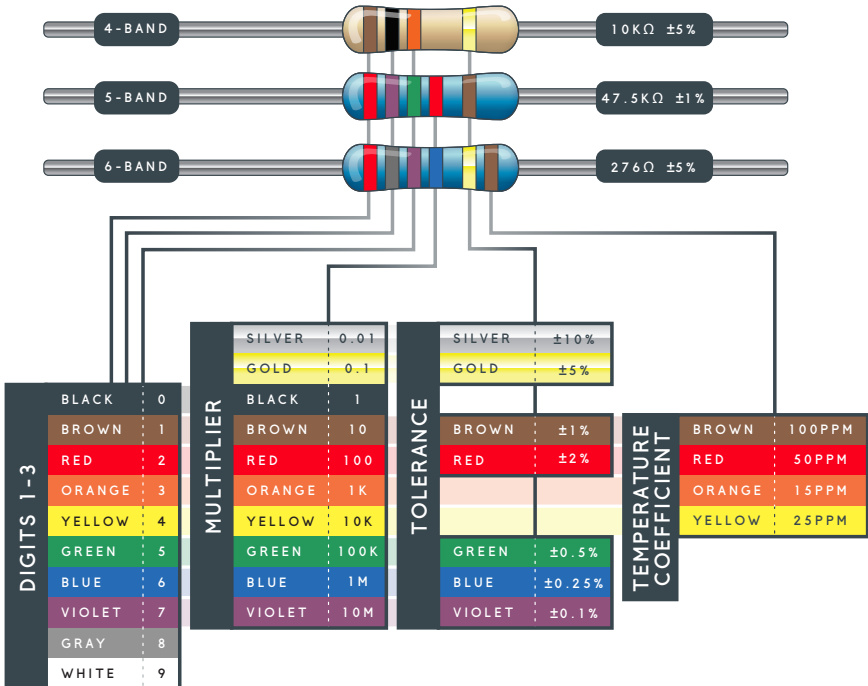 4-BAND 10KΩ ±5%
5-BAND 47.5KΩ ±1%
6-BAND 276Ω ±5%
DIGITS 1-3
BLACK 0
BROWN 1
RED 2
ORANGE 3
YELLOW 4
GREEN 5
BLUE 6
VIOLET 7
GRAY 8
WHITE 9
MULTIPLIER
SILVER 0.01
GOLD 0.1
BLACK 1
BROWN 10
RED 100
ORANGE 1K
YELLOW 10K
GREEN 100K
BLUE 1M
VIOLET 10M
TOLERANCE
SILVER ±10%
GOLD ±5%
BROWN ±1%
RED ±2%
GREEN ±0.5%
BLUE ±0.25%
VIOLET ±0.1%
TEMPERATURE
COEFFICIENT
BROWN 100PPM
RED 50PPM
ORANGE 15PPM
YELLOW 25PPM